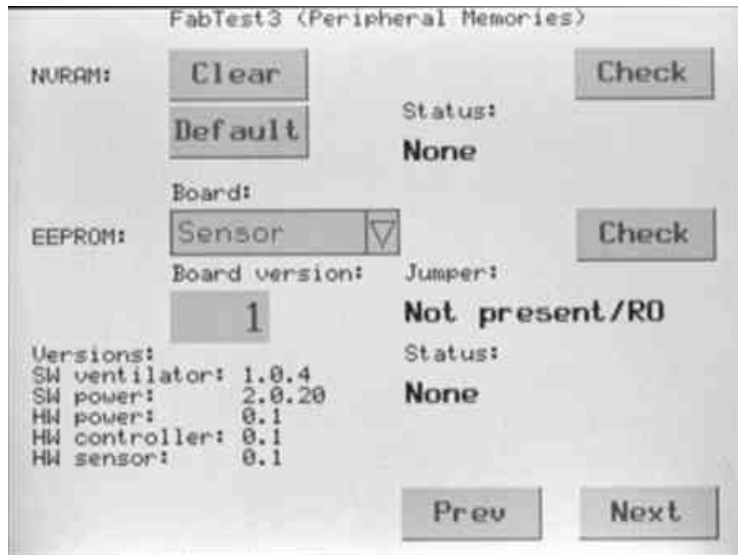 FabTest3 (Peripheral Memories)
NVRAM:
Clear
Check
Default
Status:
None
Board:
EEPROM:
Sensor
Check
Board version:
Jumper:
1
Not present/RO
Versions:
Status:
SW ventilator: 1.0.4
SW power: 2.0.20
None
HW power: 0.1
HW controller: 0.1
HW sensor: 0.1
Prev
Next